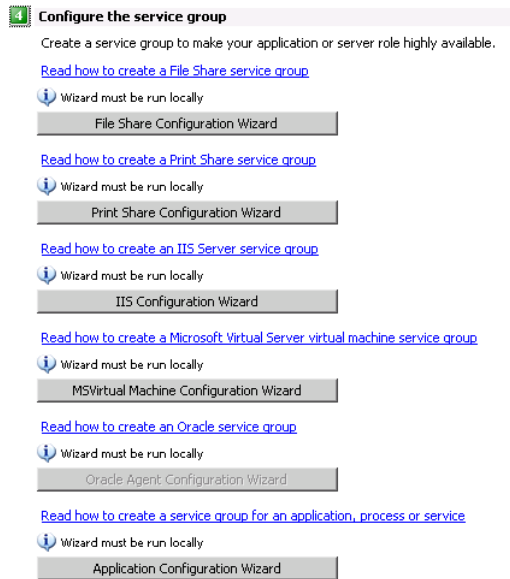 4 Configure the service group
Create a service group to make your application or server role highly available.
Read how to create a File Share service group
Wizard must be run locally
File Share Configuration Wizard
Read how to create a Print Share service group
Wizard must be run locally
Print Share Configuration Wizard
Read how to create an IIS Server service group
Wizard must be run locally
IIS Configuration Wizard
Read how to create a Microsoft Virtual Server virtual machine service group
Wizard must be run locally
MSVirtual Machine Configuration Wizard
Read how to create an Oracle service group
Wizard must be run locally
Oracle Agent Configuration Wizard
Read how to create a service group for an application, process or service
Wizard must be run locally
Application Configuration Wizard